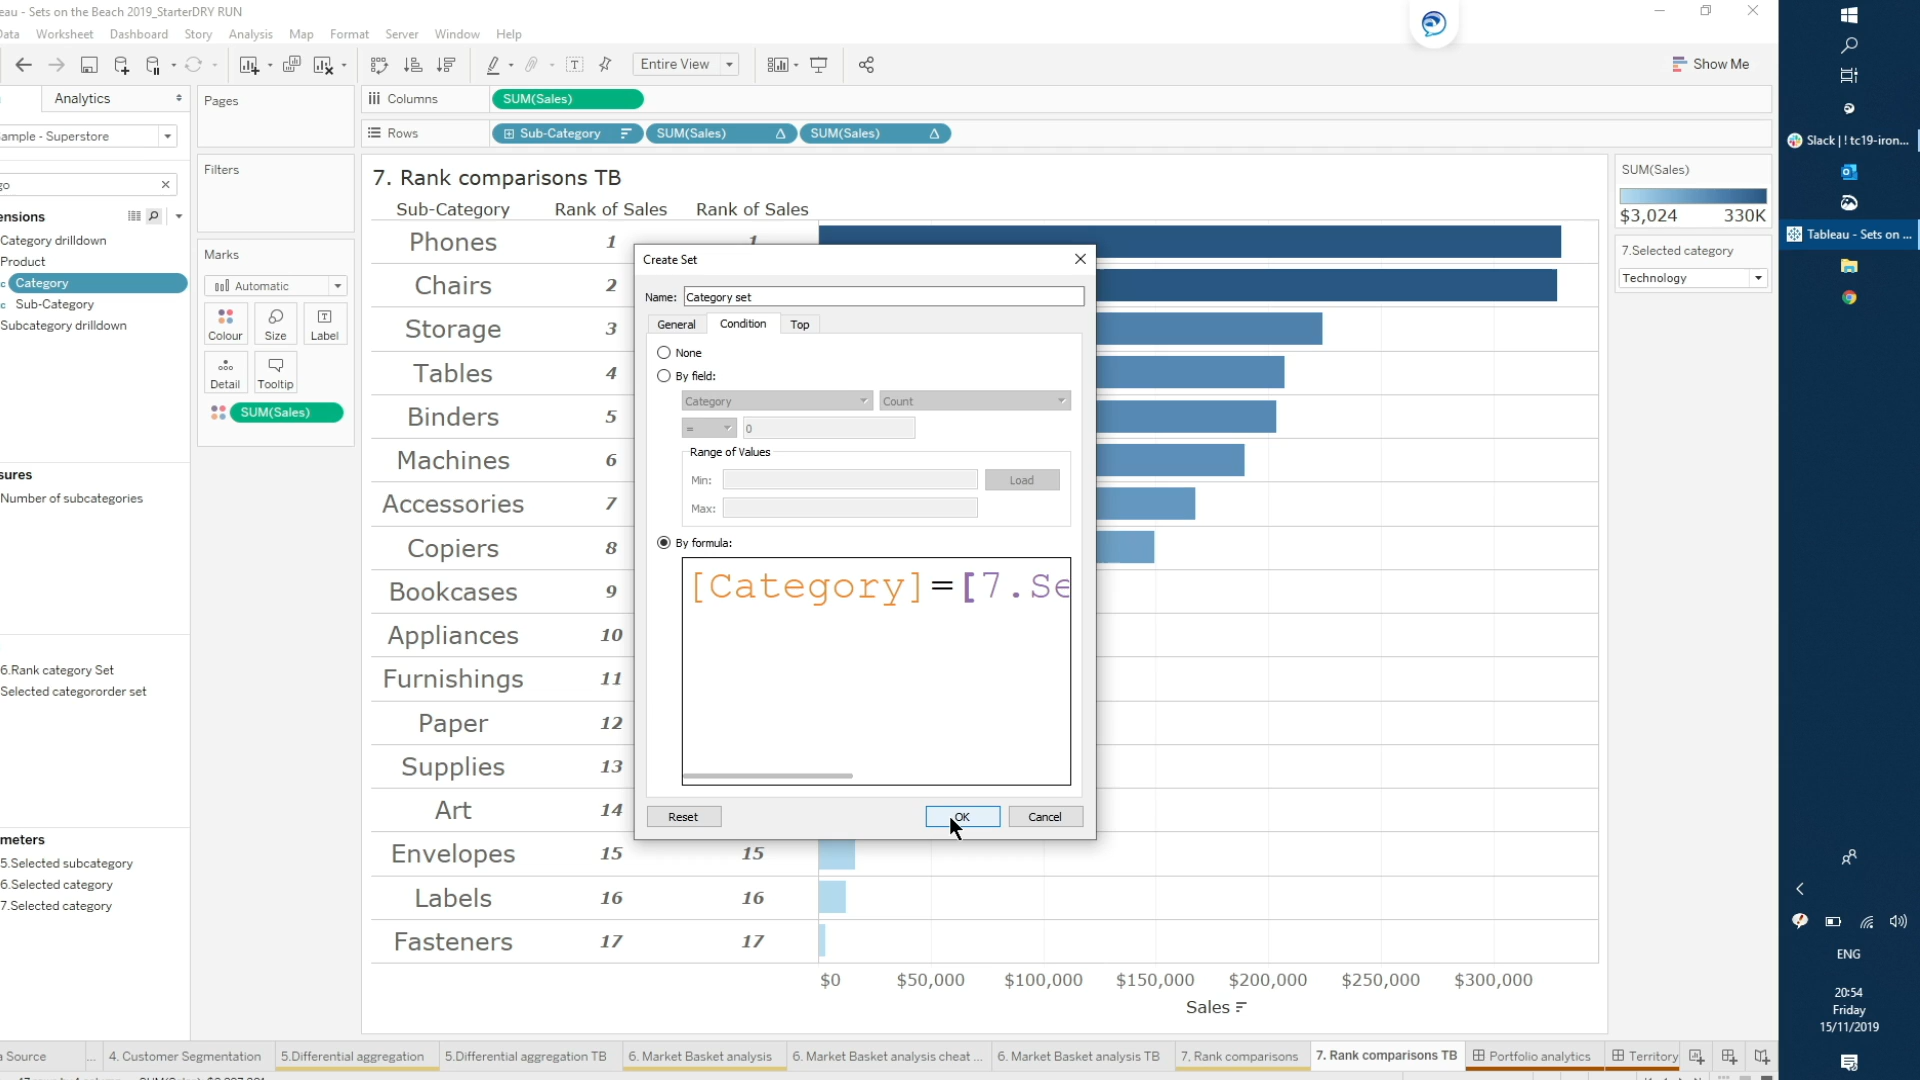 eau - Sets on the Beach 2019_StarterDRY RUN
Data Worksheet Dashboard Story Analysis Map Format Server Window Help
Entire View
Show Me
Analytics
Pages
Columns
SUM(Sales)
Rows
Sub-Category SUM(Sales) SUM(Sales)
ample - Superstore
Filters
go
ensions
Category drilldown
Product
Category
Sub-Category
Subcategory drilldown
Marks
Automatic
Colour Size Label
Detail Tooltip
SUM(Sales)
sures
Number of subcategories
6.Rank category Set
Selected categororder set
meters
5.Selected subcategory
6.Selected category
7.Selected category
7. Rank comparisons TB
Sub-Category Rank of Sales Rank of Sales
Phones 1 1
Chairs 2
Storage 3
Tables 4
Binders 5
Machines 6
Accessories 7
Copiers 8
Bookcases 9
Appliances 10
Furnishings 11
Paper 12
Supplies 13
Art 14
Envelopes 15 15
Labels 16 16
Fasteners 17 17
$0 $50,000 $100,000 $150,000 $200,000 $250,000 $300,000
Sales
Create Set
Name: Category set
General Condition Top
None
By field:
Category Count
= 0
Range of Values
Min: Load
Max:
By formula:
[Category]=[7.Se
Reset OK Cancel
SUM(Sales)
$3,024 330K
7.Selected category
Technology
Slack | ! tc19-iron...
Tableau - Sets on ...
ENG
20:54
Friday
15/11/2019
a Source ... 4. Customer Segmentation 5.Differential aggregation 5.Differential aggregation TB 6. Market Basket analysis 6. Market Basket analysis cheat ... 6. Market Basket analysis TB 7. Rank comparisons 7. Rank comparisons TB Portfolio analytics Territory